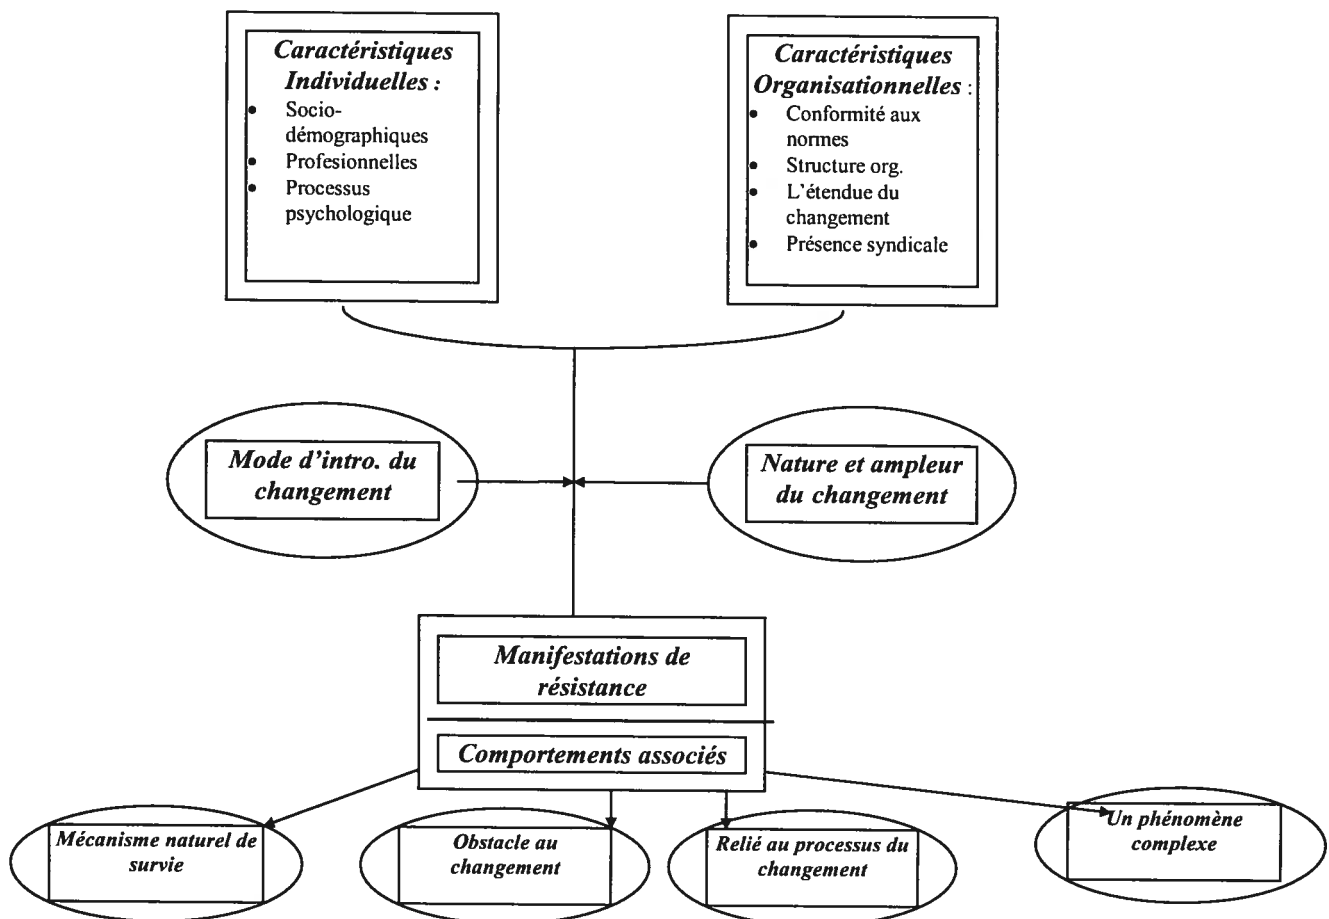 Caractéristiques
Individuelles :
• Socio-
démographiques
• Profesionnelles
• Processus
psychologique
Caractéristiques
Organisationnelles :
• Conformité aux
normes
• Structure org.
• L'étendue du
changement
• Présence syndicale
Mode d'intro. du
changement
Nature et ampleur
du changement
Manifestations de
résistance
Comportements associés
Mécanisme naturel de
survie
Obstacle au
changement
Relié au processus du
changement
Un phénomène
complexe